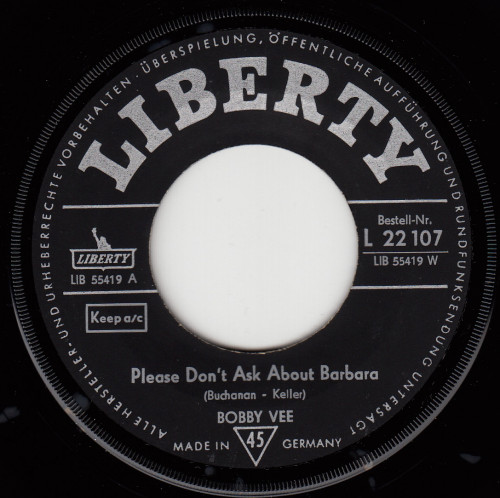 ALLE HERSTELLER- UND URHEBERRECHTE VORBEHALTEN · ÜBERSPIELUNG, ÖFFENTLICHE AUFFÜHRUNG UND RUNDFUNKSENDUNG UNTERSAGT
LIBERTY
Bestell-Nr.
L 22 107
LIB 55419 W
LIBERTY
LIB 55419 A
Keep a/c
Please Don't Ask About Barbara
(Buchanan - Keller)
BOBBY VEE
MADE IN 45 GERMANY